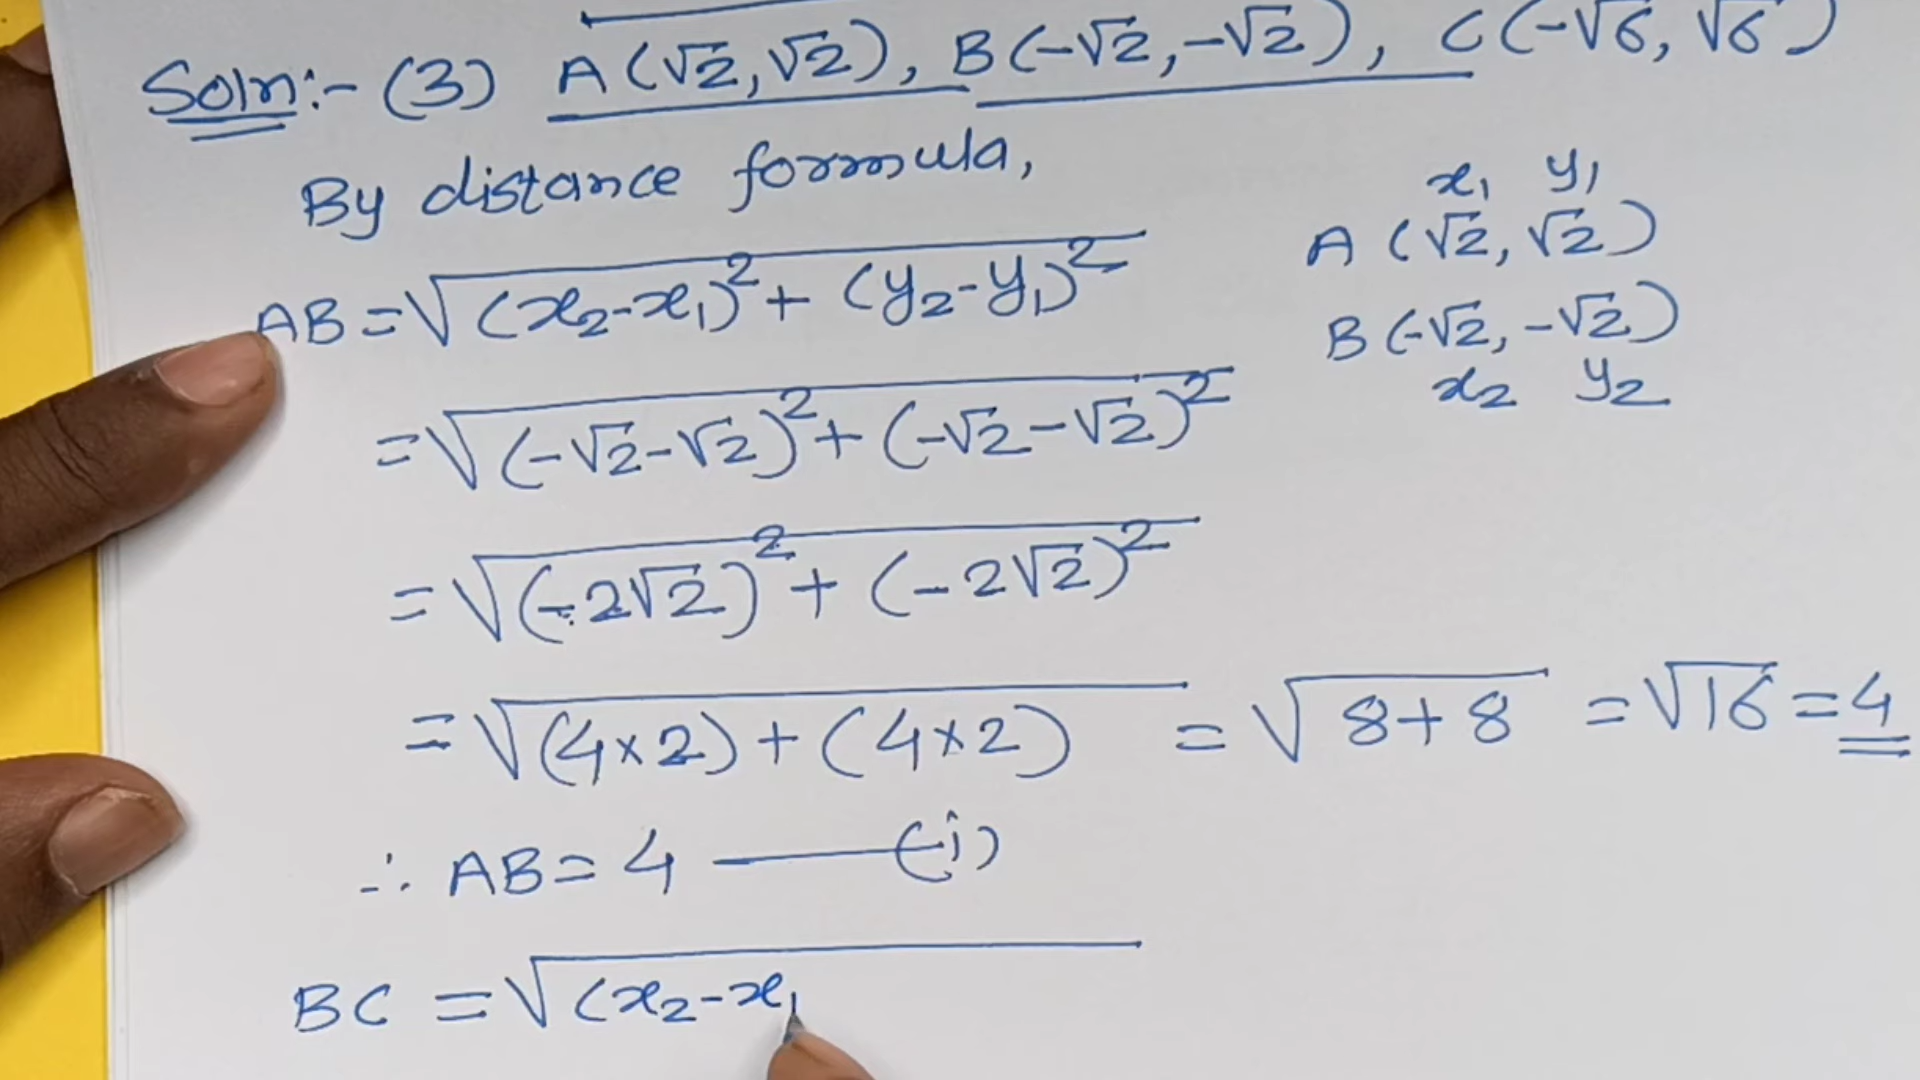 Soln:- (3) A(√2,√2), B(-√2,-√2), C(-√6, √6)
By distance formula,
AB = √(x₂-x₁)² + (y₂-y₁)²
= √(-√2-√2)² + (-√2-√2)²
= √(-2√2)² + (-2√2)²
= √(4×2) + (4×2) = √8+8 = √16 = 4
∴ AB = 4 —— (i)
BC = √(x₂-x₁
x₁ y₁
A (√2, √2)
B (-√2, -√2)
x₂ y₂